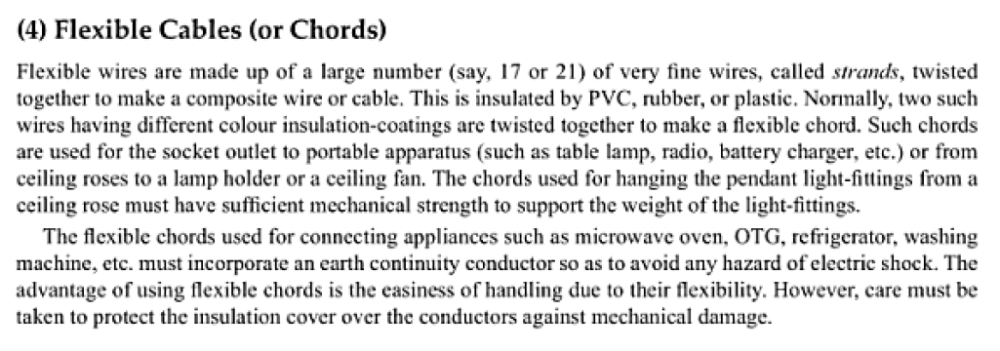 (4) Flexible Cables (or Chords)
Flexible wires are made up of a large number (say, 17 or 21) of very fine wires, called strands, twisted
together to make a composite wire or cable. This is insulated by PVC, rubber, or plastic. Normally, two such
wires having different colour insulation-coatings are twisted together to make a flexible chord. Such chords
are used for the socket outlet to portable apparatus (such as table lamp, radio, battery charger, etc.) or from
ceiling roses to a lamp holder or a ceiling fan. The chords used for hanging the pendant light-fittings from a
ceiling rose must have sufficient mechanical strength to support the weight of the light-fittings.
The flexible chords used for connecting appliances such as microwave oven, OTG, refrigerator, washing
machine, etc. must incorporate an earth continuity conductor so as to avoid any hazard of electric shock. The
advantage of using flexible chords is the easiness of handling due to their flexibility. However, care must be
taken to protect the insulation cover over the conductors against mechanical damage.